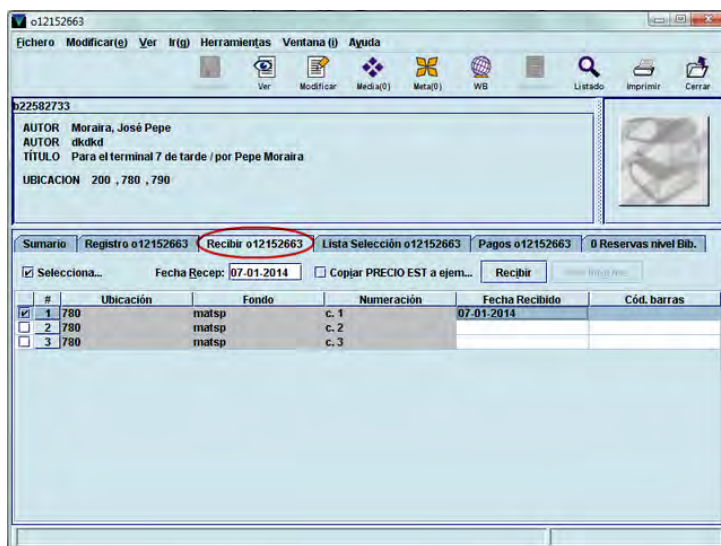 o12152663
Fichero Modificar(e) Ver Ir(g) Herramientas Ventana (i) Ayuda
Ver Modificar Media(0) Meta(0) WB Listado Imprimir Cerrar
b22582733
AUTOR Moraira, José Pepe
AUTOR dkdkd
TÍTULO Para el terminal 7 de tarde / por Pepe Moraira
UBICACION 200 , 780 , 790
Sumario Registro o12152663 Recibir o12152663 Lista Selección o12152663 Pagos o12152663 0 Reservas nivel Bib.
Selecciona... Fecha Recep: 07-01-2014 Copiar PRECIO EST a ejem... Recibir
# Ubicación Fondo Numeración Fecha Recibido Cód. barras
1 780 matsp c. 1 07-01-2014
2 780 matsp c. 2
3 780 matsp c. 3